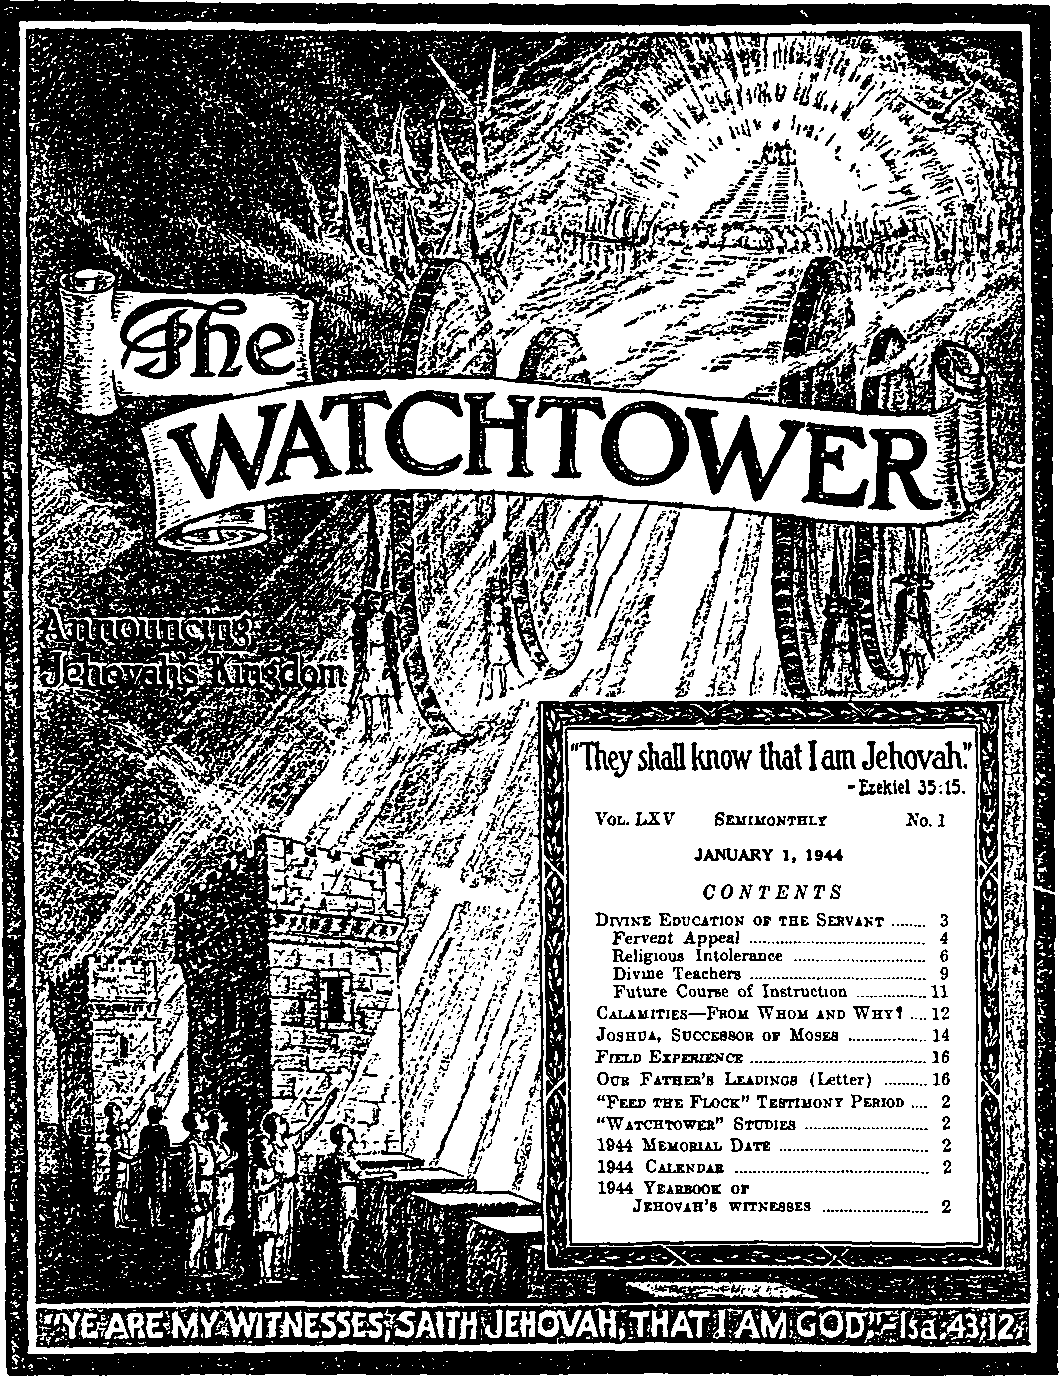 The
WATCHTOWER
Announcing
Jehovah's Kingdom
"They shall know that I am Jehovah."
-Ezekiel 35:15.
VOL. LXV SEMIMONTHLY No. 1
JANUARY 1, 1944
CONTENTS
DIVINE EDUCATION OF THE SERVANT ........ 3
Fervent Appeal ........ 4
Religious Intolerance ........ 6
Divine Teachers ........ 9
Future Course of Instruction ........ 11
CALAMITIES—FROM WHOM AND WHY? .... 12
JOSHUA, SUCCESSOR OF MOSES ........ 14
FIELD EXPERIENCE ........ 16
OUR FATHER'S LEADINGS (Letter) ........ 16
"FEED THE FLOCK" TESTIMONY PERIOD .... 2
"WATCHTOWER" STUDIES ........ 2
1944 MEMORIAL DATE ........ 2
1944 CALENDAR ........ 2
1944 YEARBOOK OF
JEHOVAH'S WITNESSES ........ 2
"YE ARE MY WITNESSES, SAITH JEHOVAH, THAT I AM GOD."-Isa. 43:12.